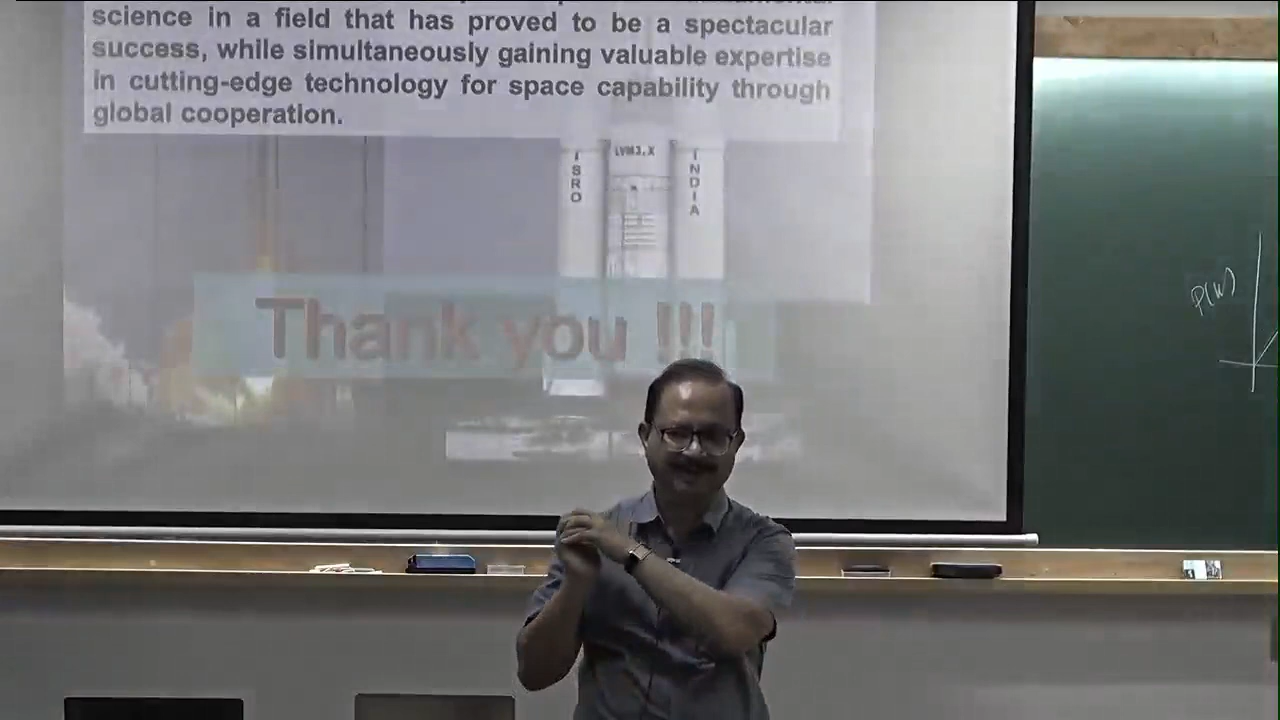 science in a field that has proved to be a spectacular
success, while simultaneously gaining valuable expertise
in cutting-edge technology for space capability through
global cooperation.
ISRO
LVM3.X
INDIA
Thank you !!!
P(k)